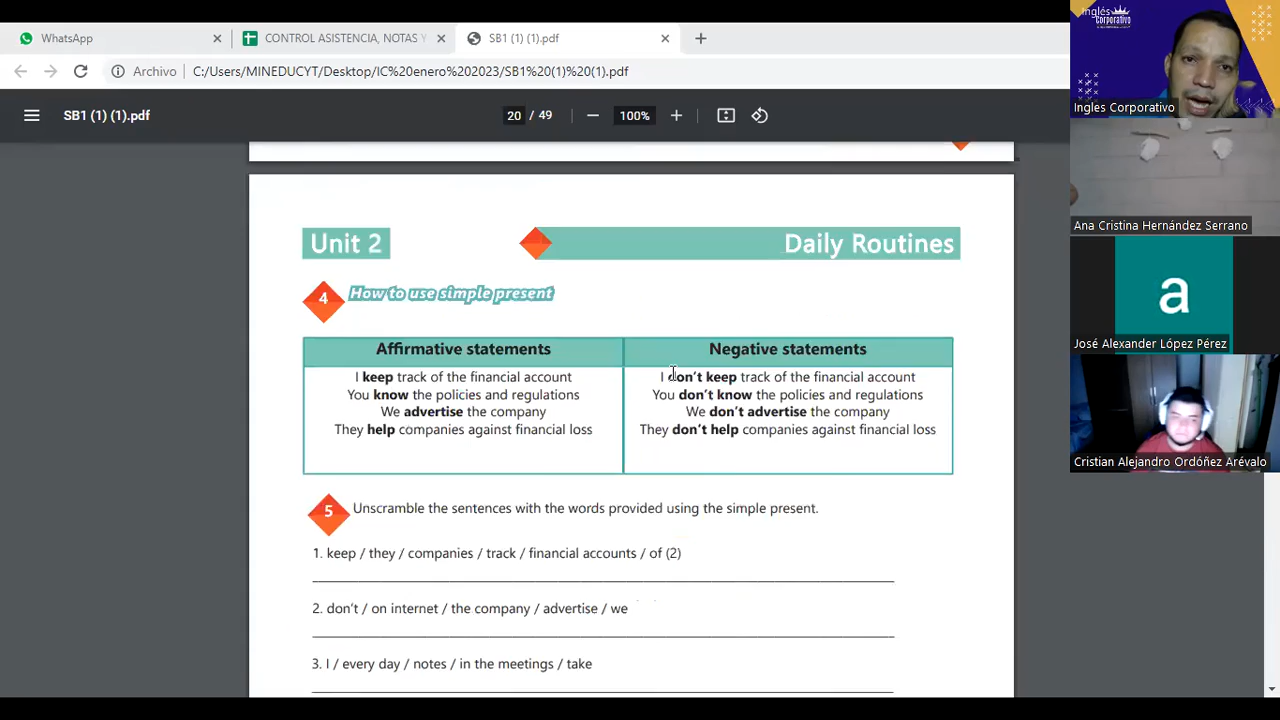 WhatsApp
CONTROL ASISTENCIA, NOTAS Y
SB1 (1) (1).pdf
Archivo
C:/Users/MINEDUCYT/Desktop/IC%20enero%202023/SB1%20(1)%20(1).pdf
SB1 (1) (1).pdf
20 / 49
100%
Unit 2
Daily Routines
4
How to use simple present
Affirmative statements
Negative statements
I keep track of the financial account
I don't keep track of the financial account
You know the policies and regulations
You don't know the policies and regulations
We advertise the company
We don't advertise the company
They help companies against financial loss
They don't help companies against financial loss
5
Unscramble the sentences with the words provided using the simple present.
1. keep / they / companies / track / financial accounts / of (2)
2. don't / on internet / the company / advertise / we
3. I / every day / notes / in the meetings / take
Inglés
Corporativo
Ingles Corporativo
Ana Cristina Hernández Serrano
a
José Alexander López Pérez
Cristian Alejandro Ordóñez Arévalo